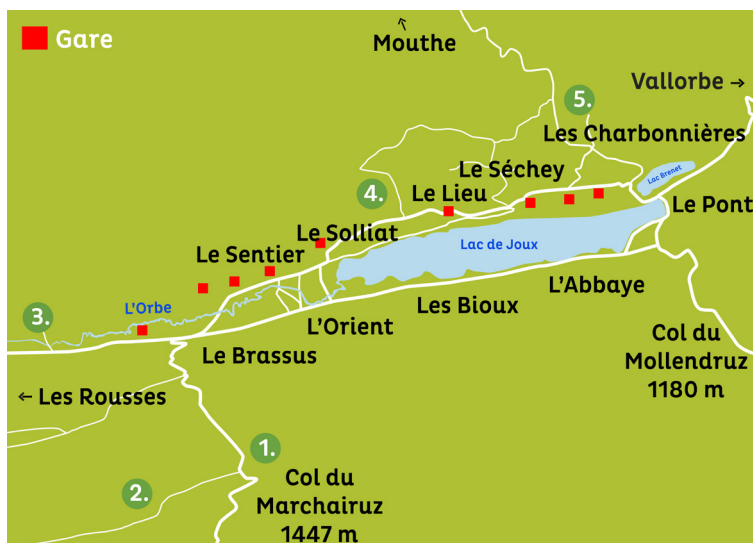 Gare
↑
Mouthe
Vallorbe →
5.
Les Charbonnières
Lac Brenet
Le Séchey
4.
Le Lieu
Le Pont
Le Solliat
Lac de Joux
Le Sentier
L'Abbaye
L'Orbe
Les Bioux
3.
L'Orient
Le Brassus
Col du
Mollendruz
1180 m
← Les Rousses
1.
Col du
Marchairuz
1447 m
2.